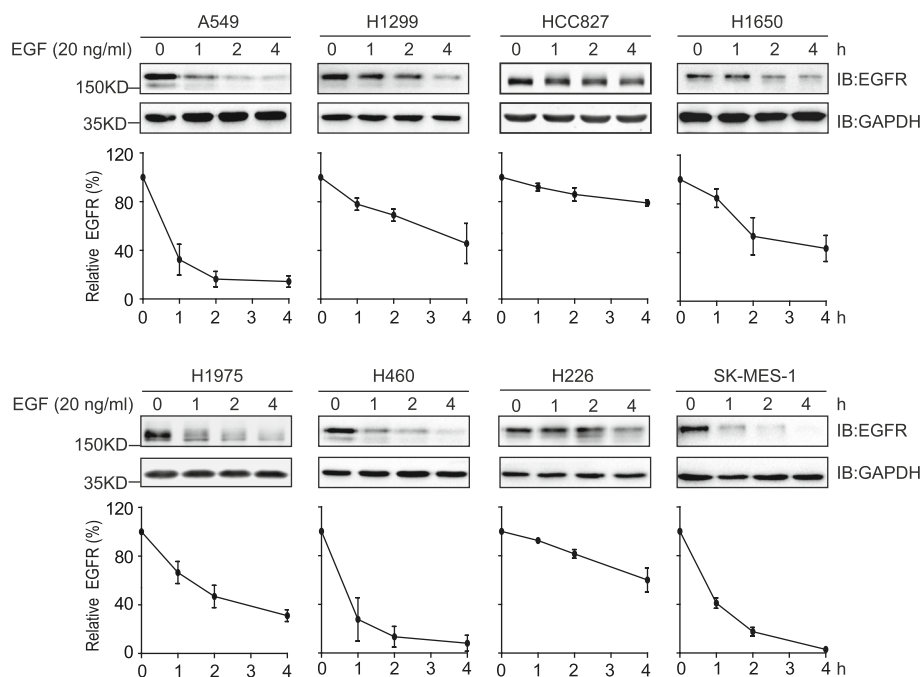 A549 H1299 HCC827 H1650
EGF (20 ng/ml) 0 1 2 4 0 1 2 4 0 1 2 4 0 1 2 4 h
150KD IB:EGFR
35KD IB:GAPDH
Relative EGFR (%)
120
80
40
0
0 1 2 3 4 0 1 2 3 4 0 1 2 3 4 0 1 2 3 4 h
H1975 H460 H226 SK-MES-1
EGF (20 ng/ml) 0 1 2 4 0 1 2 4 0 1 2 4 0 1 2 4 h
150KD IB:EGFR
35KD IB:GAPDH
Relative EGFR (%)
120
80
40
0
0 1 2 3 4 0 1 2 3 4 0 1 2 3 4 0 1 2 3 4 h